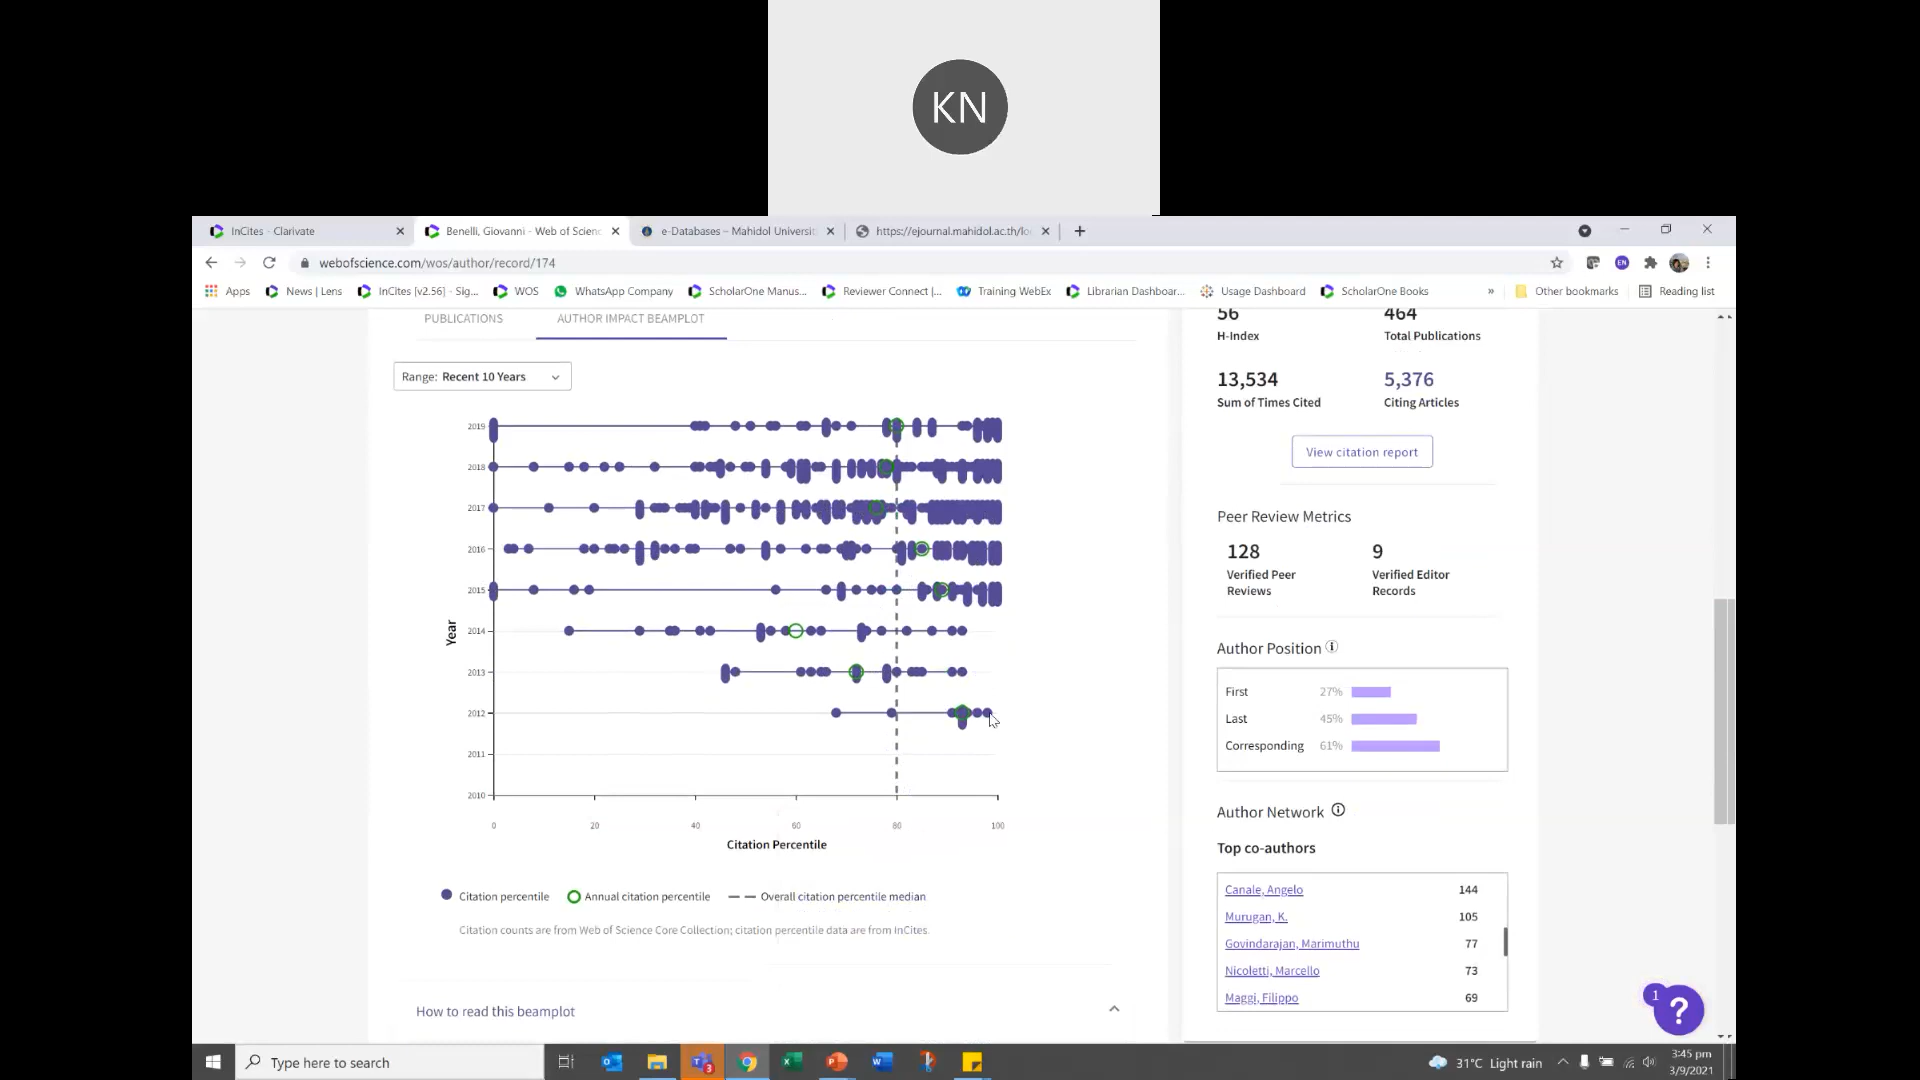 KN
InCites - Clarivate
Benelli, Giovanni - Web of Scienc
e-Databases – Mahidol Universit
https://ejournal.mahidol.ac.th/lo
webofscience.com/wos/author/record/174
EN
Apps
News | Lens
InCites [v2.56] - Sig...
WOS
WhatsApp Company
ScholarOne Manus...
Reviewer Connect (...
Training WebEx
Librarian Dashboar...
Usage Dashboard
ScholarOne Books
»
Other bookmarks
Reading list
PUBLICATIONS
AUTHOR IMPACT BEAMPLOT
Range: Recent 10 Years
2019
2018
2017
2016
2015
2014
2013
2012
2011
2010
Year
0 20 40 60 80 100
Citation Percentile
Citation percentile
Annual citation percentile
Overall citation percentile median
Citation counts are from Web of Science Core Collection; citation percentile data are from InCites.
How to read this beamplot
56 464
H-Index Total Publications
13,534 5,376
Sum of Times Cited Citing Articles
View citation report
Peer Review Metrics
128 9
Verified Peer Reviews
Verified Editor Records
Author Position
First 27%
Last 45%
Corresponding 61%
Author Network
Top co-authors
Canale, Angelo 144
Murugan, K. 105
Govindarajan, Marimuthu 77
Nicoletti, Marcello 73
Maggi, Filippo 69
1
?
Type here to search
3
31°C Light rain
3:45 pm
3/9/2021